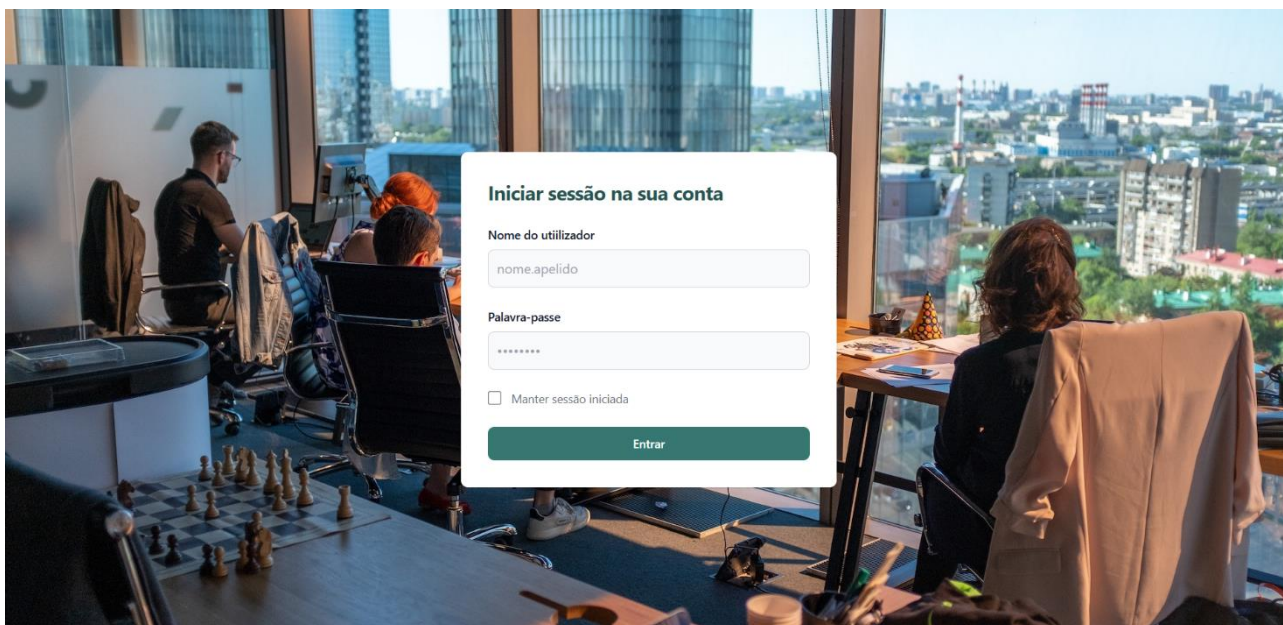 Iniciar sessão na sua conta
Nome do utiilizador
nome.apelido
Palavra-passe
••••••••
Manter sessão iniciada
Entrar